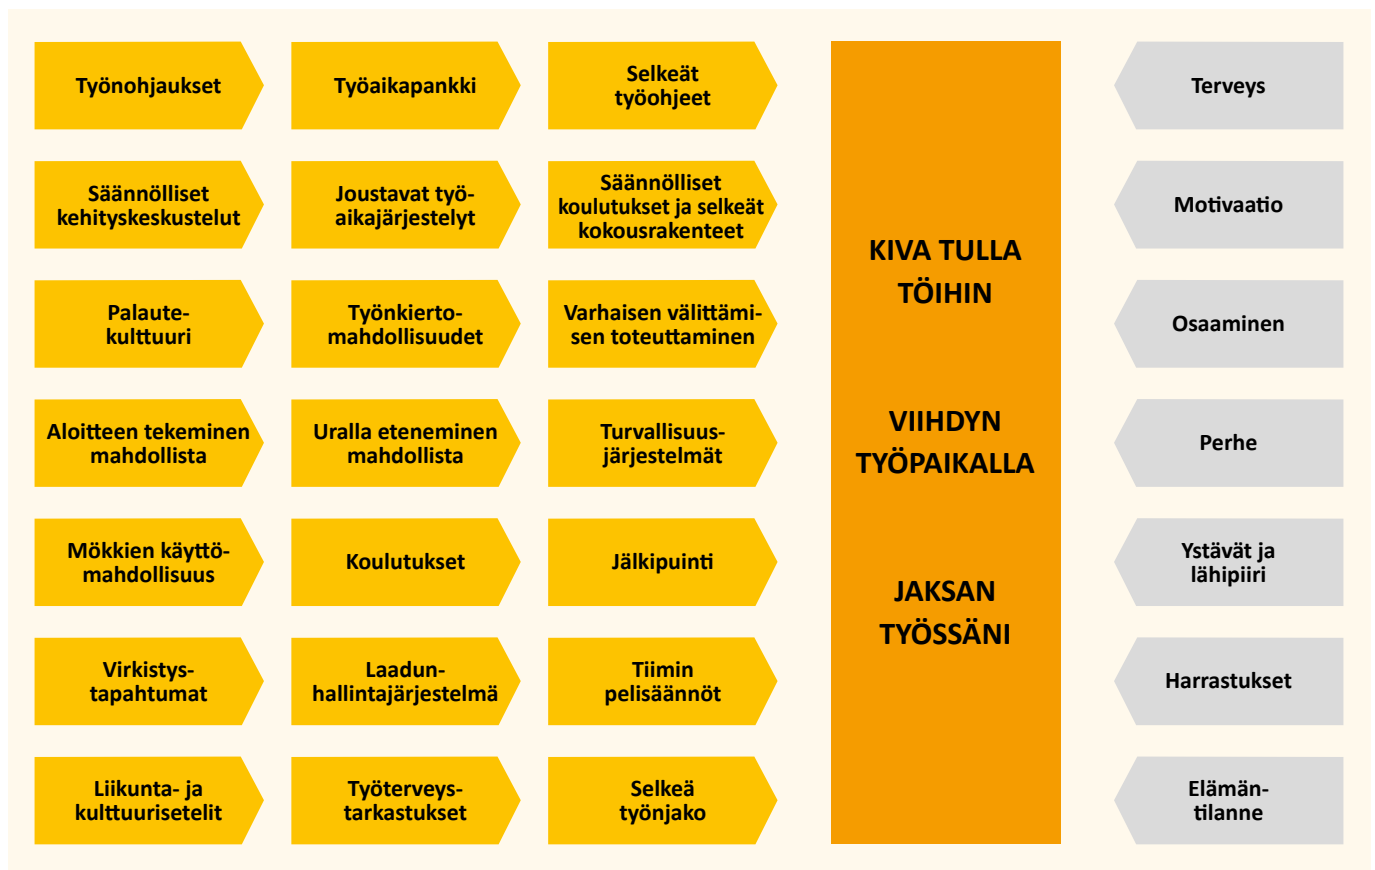 Työnohjaukset
Työaikapankki
Selkeät
työohjeet
Säännölliset
kehityskeskustelut
Joustavat työ-
aikajärjestelyt
Säännölliset
koulutukset ja selkeät
kokousrakenteet
Palaute-
kulttuuri
Työnkierto-
mahdollisuudet
Varhaisen välittämi-
sen toteuttaminen
Aloitteen tekeminen
mahdollista
Uralla eteneminen
mahdollista
Turvallisuus-
järjestelmät
Mökkien käyttö-
mahdollisuus
Koulutukset
Jälkipuinti
Virkistys-
tapahtumat
Laadun-
hallintajärjestelmä
Tiimin
pelisäännöt
Liikunta- ja
kulttuurisetelit
Työterveys-
tarkastukset
Selkeä
työnjako
KIVA TULLA
TÖIHIN
VIIHDYN
TYÖPAIKALLA
JAKSAN
TYÖSSÄNI
Terveys
Motivaatio
Osaaminen
Perhe
Ystävät ja
lähipiiri
Harrastukset
Elämän-
tilanne